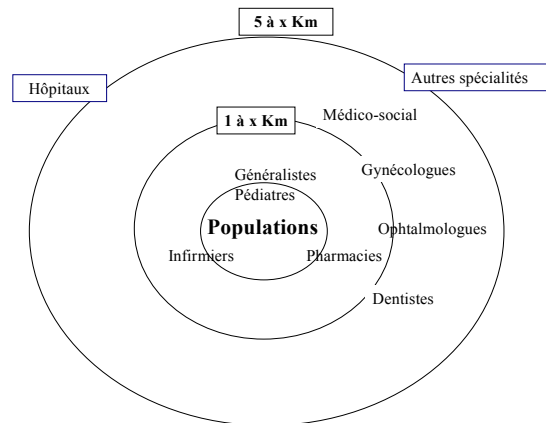 5 à x Km
Hôpitaux
Autres spécialités
1 à x Km
Médico-social
Gynécologues
Généralistes
Pédiatres
Populations
Ophtalmologues
Infirmiers
Pharmacies
Dentistes